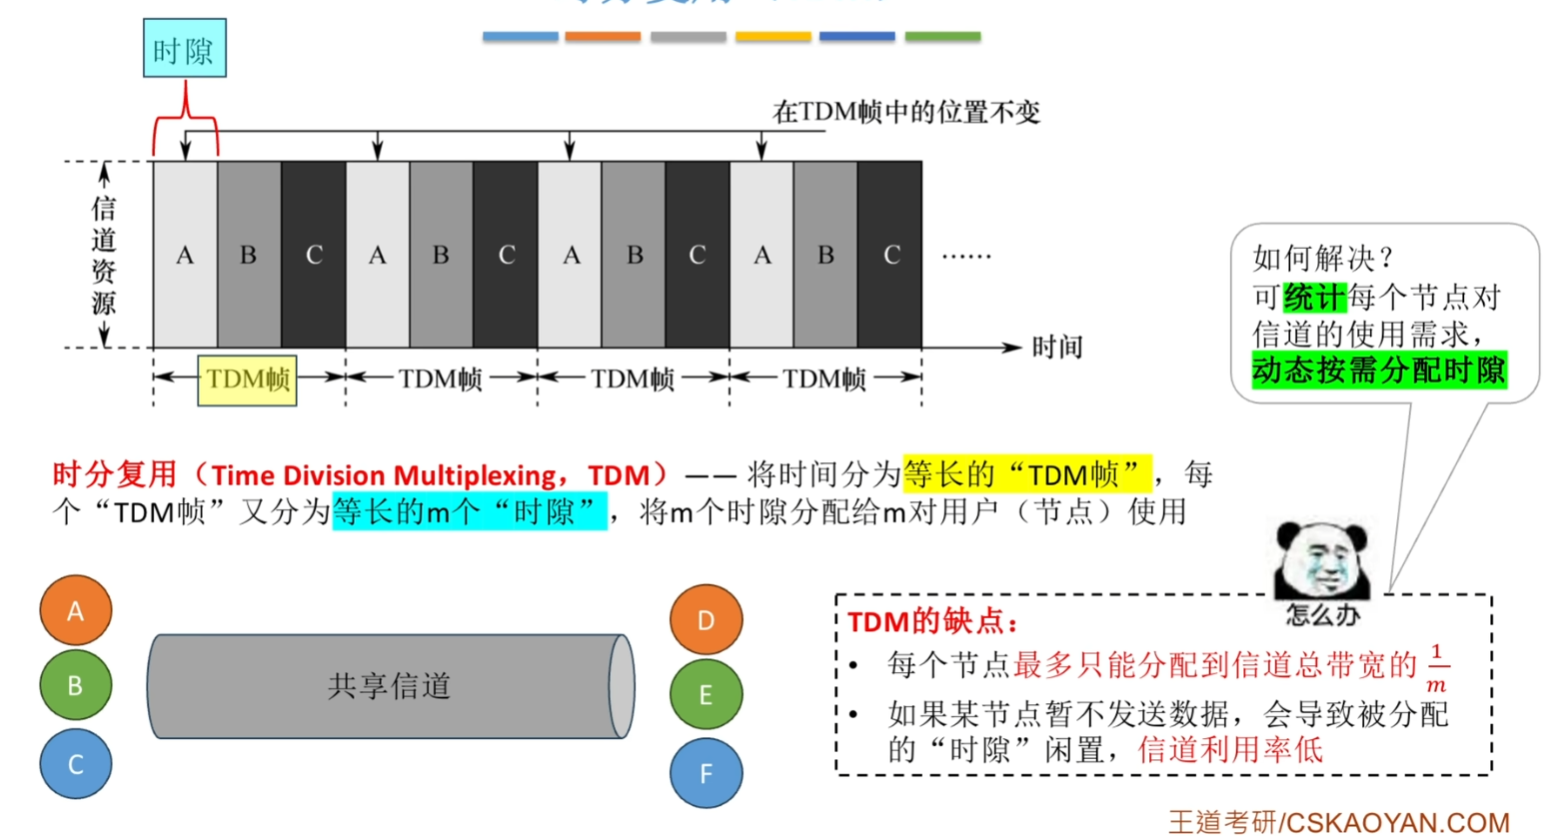 时隙
在TDM帧中的位置不变
信道资源
A B C A B C A B C A B C ……
时间
TDM帧 TDM帧 TDM帧 TDM帧
如何解决？
可统计每个节点对
信道的使用需求，
动态按需分配时隙
时分复用（Time Division Multiplexing，TDM）—— 将时间分为等长的“TDM帧”，每
个“TDM帧”又分为等长的m个“时隙”，将m个时隙分配给m对用户（节点）使用
A
B
C
共享信道
D
E
F
怎么办
TDM的缺点：
• 每个节点最多只能分配到信道总带宽的 1/m
• 如果某节点暂不发送数据，会导致被分配
的“时隙”闲置，信道利用率低
王道考研/CSKAOYAN.COM